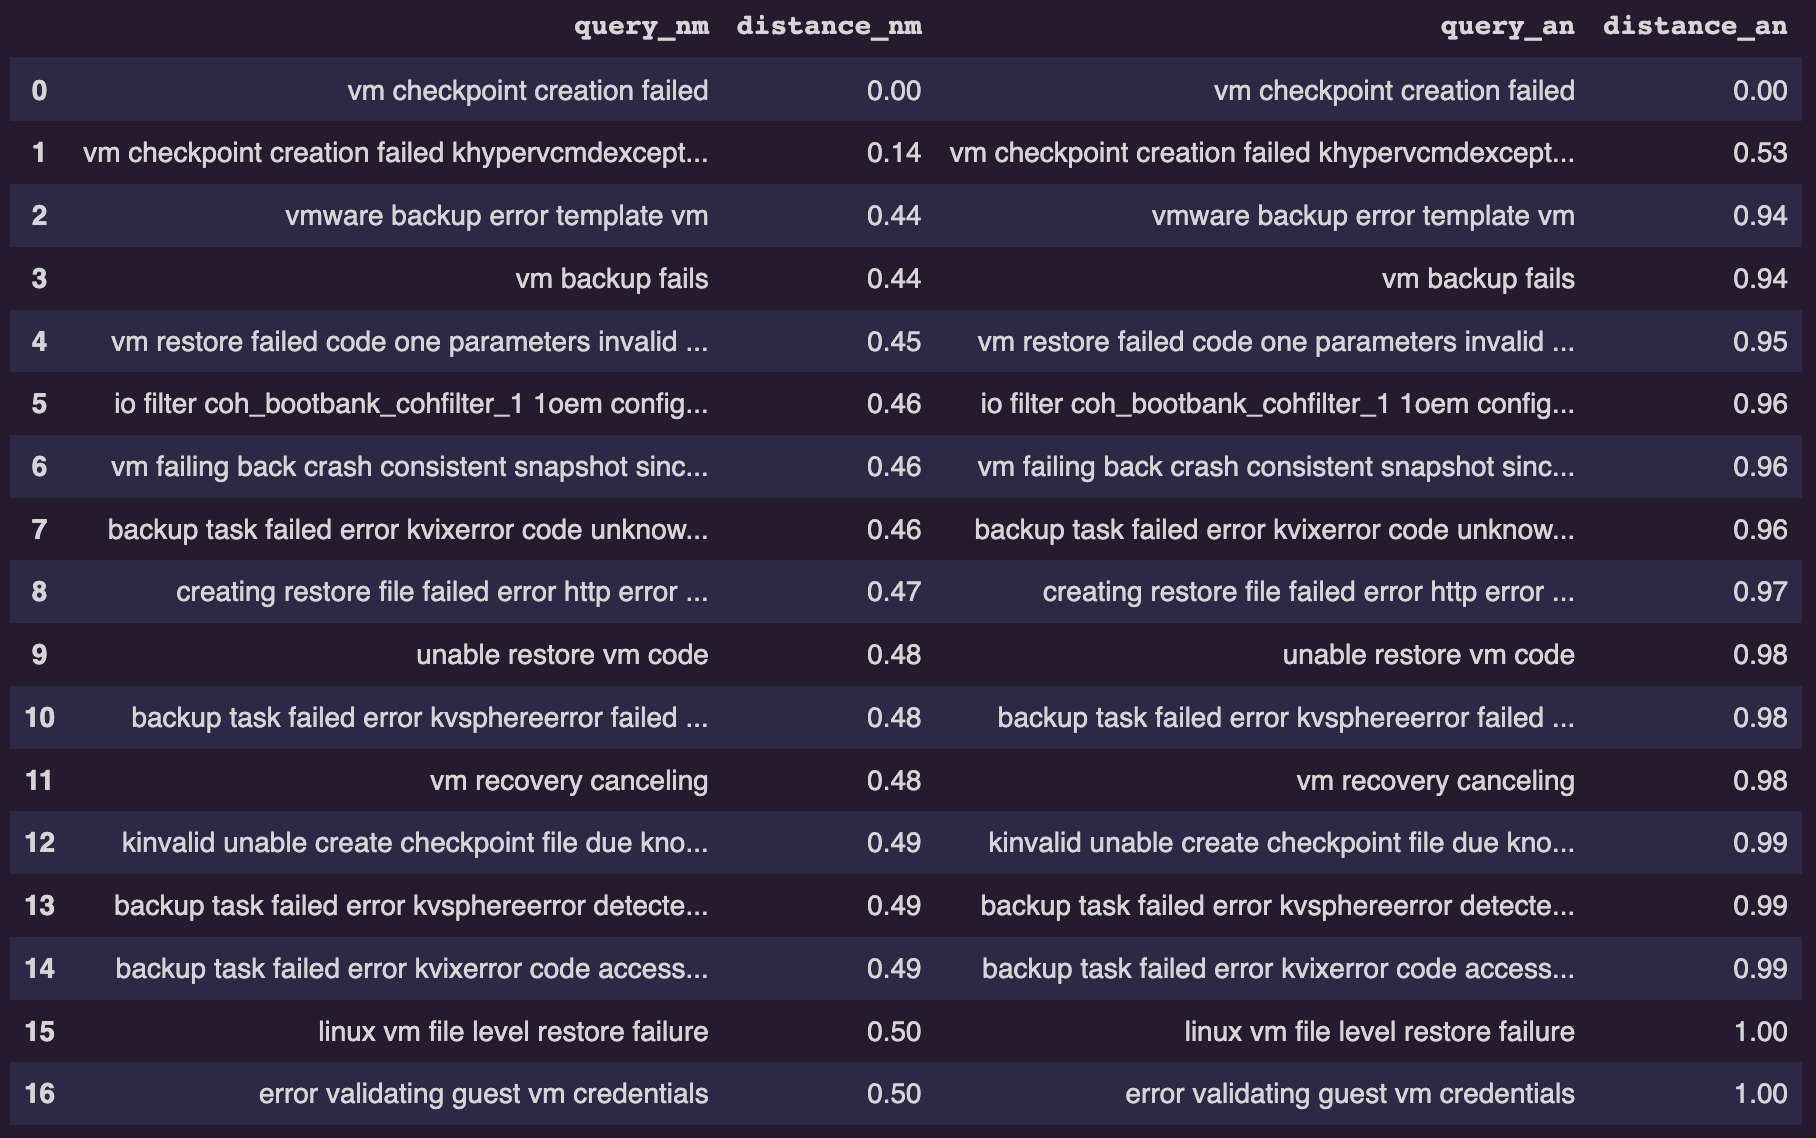 query_nm distance_nm query_an distance_an
0 vm checkpoint creation failed 0.00 vm checkpoint creation failed 0.00
1 vm checkpoint creation failed khypervcmdexcept... 0.14 vm checkpoint creation failed khypervcmdexcept... 0.53
2 vmware backup error template vm 0.44 vmware backup error template vm 0.94
3 vm backup fails 0.44 vm backup fails 0.94
4 vm restore failed code one parameters invalid ... 0.45 vm restore failed code one parameters invalid ... 0.95
5 io filter coh_bootbank_cohfilter_1 1oem config... 0.46 io filter coh_bootbank_cohfilter_1 1oem config... 0.96
6 vm failing back crash consistent snapshot sinc... 0.46 vm failing back crash consistent snapshot sinc... 0.96
7 backup task failed error kvixerror code unknow... 0.46 backup task failed error kvixerror code unknow... 0.96
8 creating restore file failed error http error ... 0.47 creating restore file failed error http error ... 0.97
9 unable restore vm code 0.48 unable restore vm code 0.98
10 backup task failed error kvsphereerror failed ... 0.48 backup task failed error kvsphereerror failed ... 0.98
11 vm recovery canceling 0.48 vm recovery canceling 0.98
12 kinvalid unable create checkpoint file due kno... 0.49 kinvalid unable create checkpoint file due kno... 0.99
13 backup task failed error kvsphereerror detecte... 0.49 backup task failed error kvsphereerror detecte... 0.99
14 backup task failed error kvixerror code access... 0.49 backup task failed error kvixerror code access... 0.99
15 linux vm file level restore failure 0.50 linux vm file level restore failure 1.00
16 error validating guest vm credentials 0.50 error validating guest vm credentials 1.00